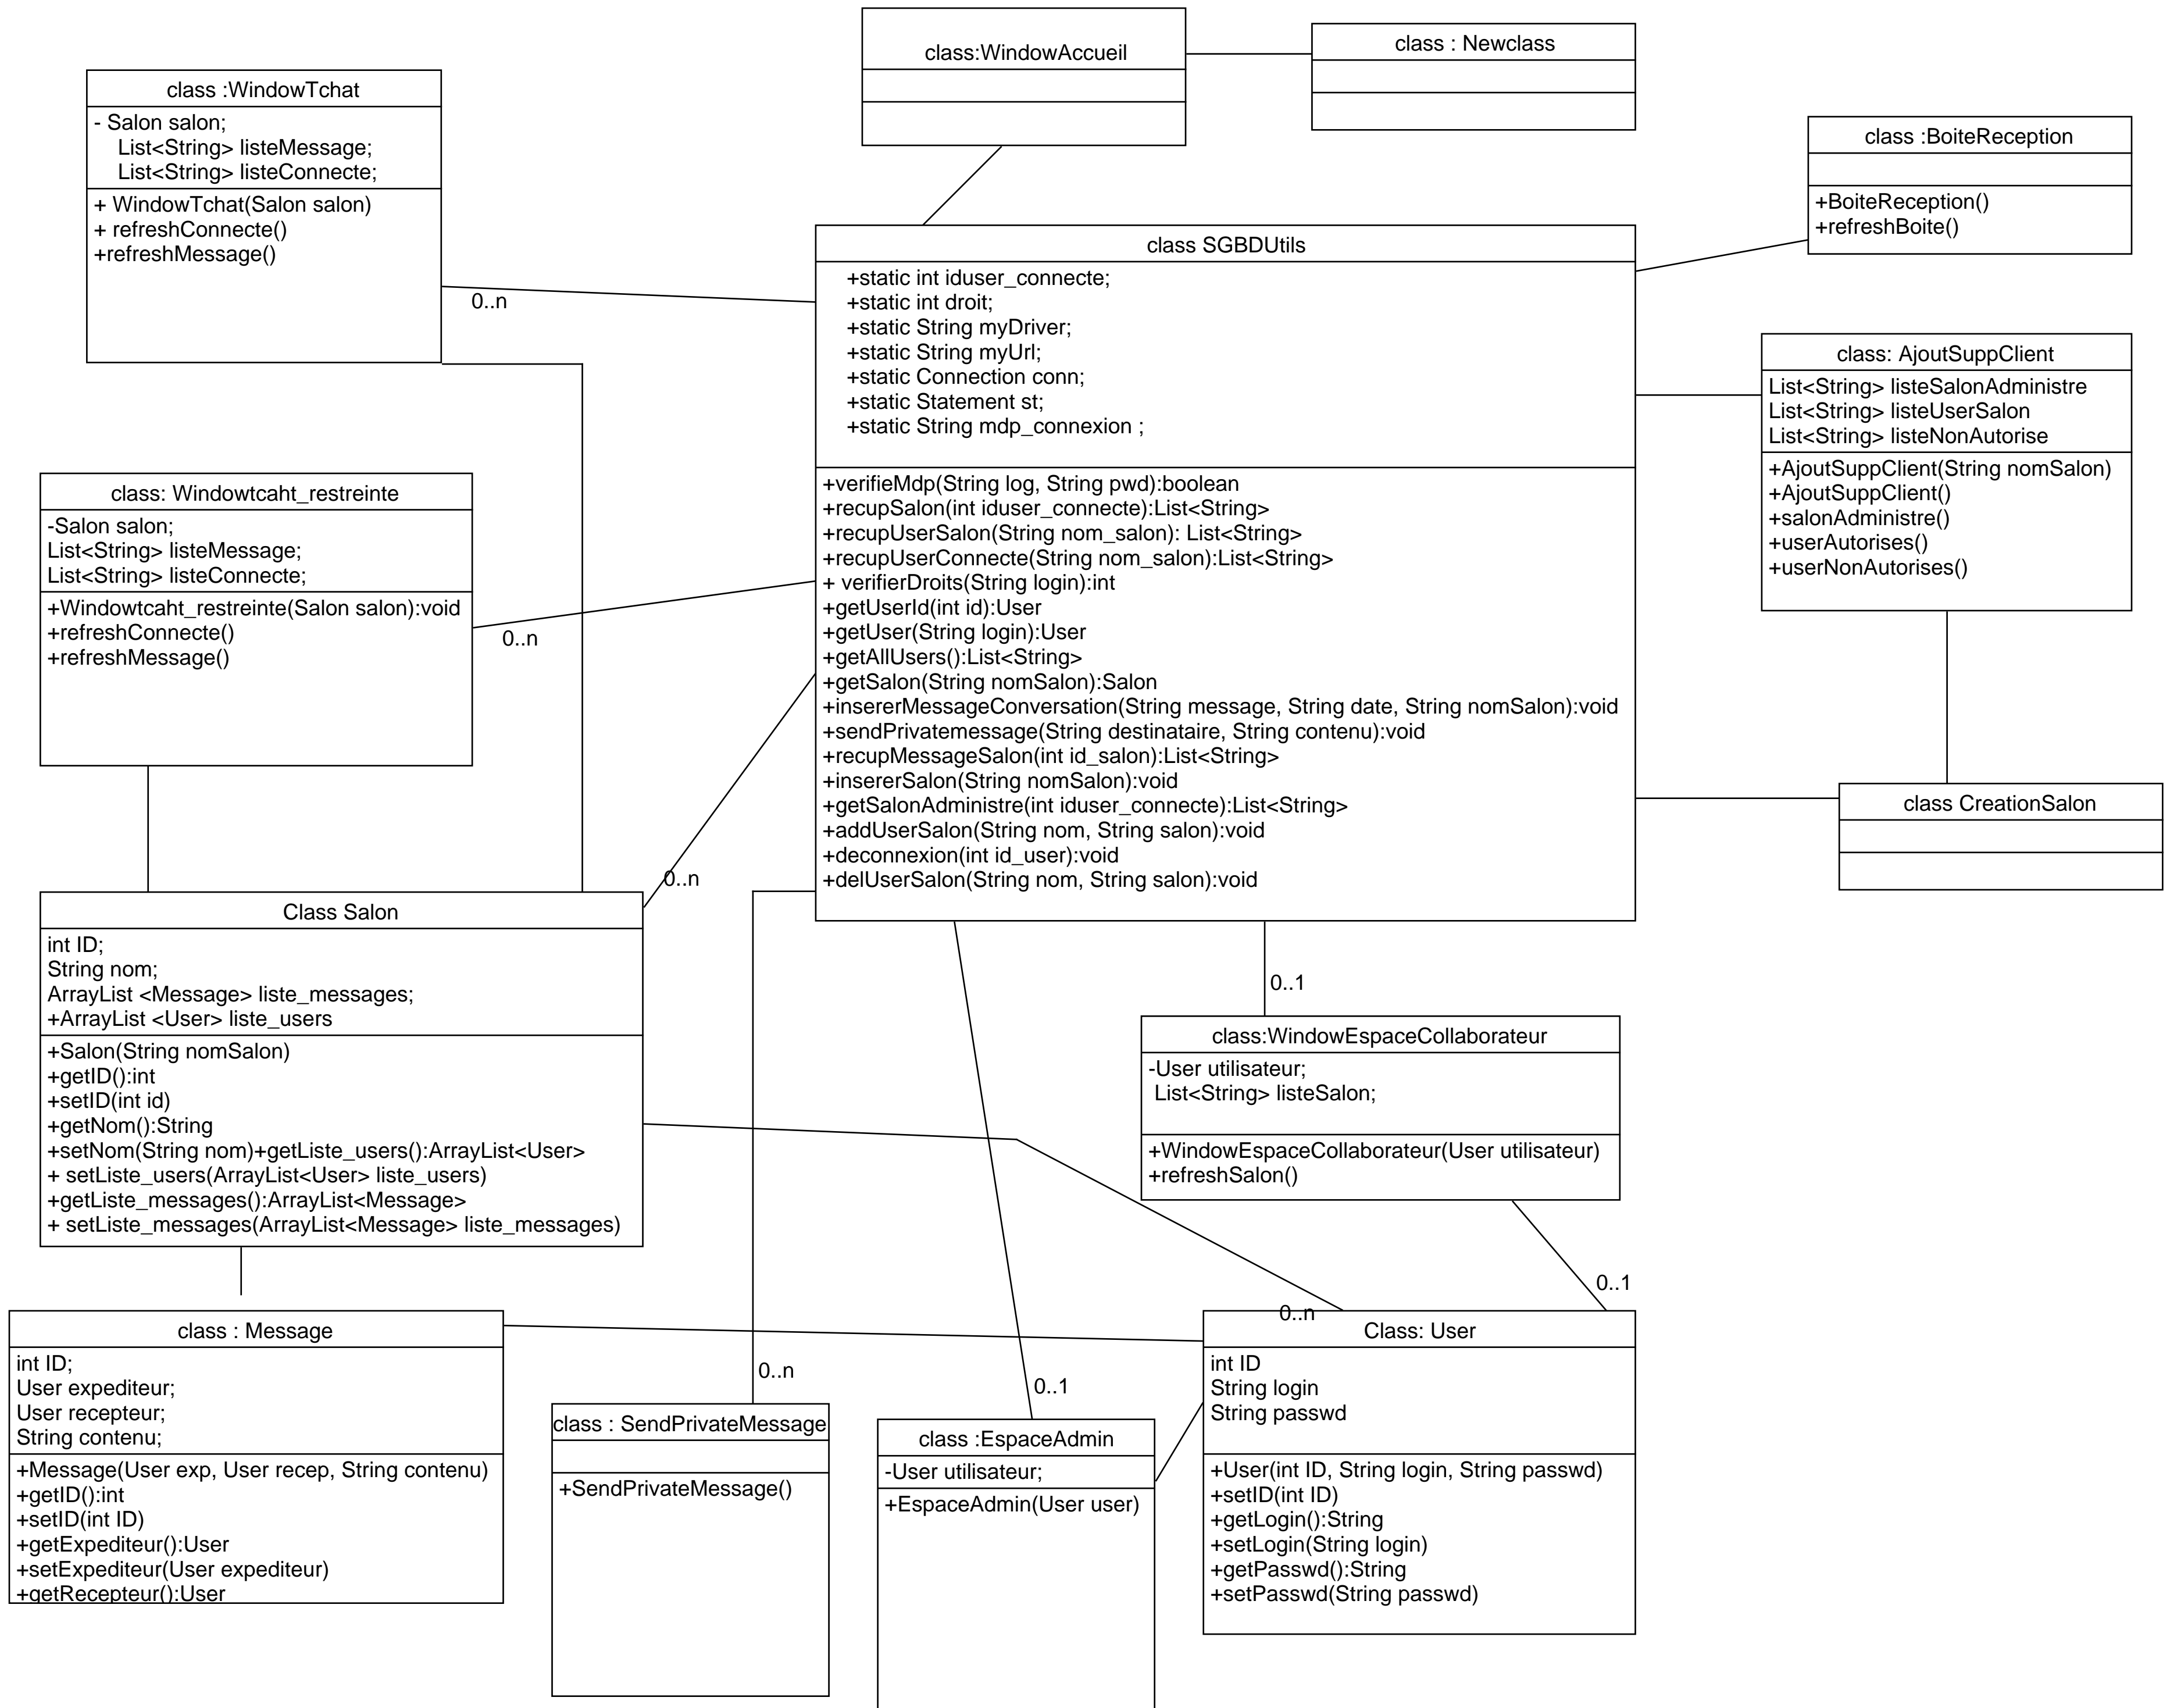 class:WindowAccueil
class : Newclass
class :WindowTchat
- Salon salon;
List<String> listeMessage;
List<String> listeConnecte;
+ WindowTchat(Salon salon)
+ refreshConnecte()
+refreshMessage()
0..n
class :BoiteReception
+BoiteReception()
+refreshBoite()
class SGBDUtils
+static int iduser_connecte;
+static int droit;
+static String myDriver;
+static String myUrl;
+static Connection conn;
+static Statement st;
+static String mdp_connexion ;
+verifieMdp(String log, String pwd):boolean
+recupSalon(int iduser_connecte):List<String>
+recupUserSalon(String nom_salon): List<String>
+recupUserConnecte(String nom_salon):List<String>
+ verifierDroits(String login):int
+getUserId(int id):User
+getUser(String login):User
+getAllUsers():List<String>
+getSalon(String nomSalon):Salon
+insererMessageConversation(String message, String date, String nomSalon):void
+sendPrivatemessage(String destinataire, String contenu):void
+recupMessageSalon(int id_salon):List<String>
+insererSalon(String nomSalon):void
+getSalonAdministre(int iduser_connecte):List<String>
+addUserSalon(String nom, String salon):void
+deconnexion(int id_user):void
+delUserSalon(String nom, String salon):void
class: AjoutSuppClient
List<String> listeSalonAdministre
List<String> listeUserSalon
List<String> listeNonAutorise
+AjoutSuppClient(String nomSalon)
+AjoutSuppClient()
+salonAdministre()
+userAutorises()
+userNonAutorises()
class: Windowtcaht_restreinte
-Salon salon;
List<String> listeMessage;
List<String> listeConnecte;
+Windowtcaht_restreinte(Salon salon):void
+refreshConnecte()
+refreshMessage()
0..n
class CreationSalon
0..n
Class Salon
int ID;
String nom;
ArrayList <Message> liste_messages;
+ArrayList <User> liste_users
+Salon(String nomSalon)
+getID():int
+setID(int id)
+getNom():String
+setNom(String nom)+getListe_users():ArrayList<User>
+ setListe_users(ArrayList<User> liste_users)
+getListe_messages():ArrayList<Message>
+ setListe_messages(ArrayList<Message> liste_messages)
0..1
class:WindowEspaceCollaborateur
-User utilisateur;
List<String> listeSalon;
+WindowEspaceCollaborateur(User utilisateur)
+refreshSalon()
0..1
0..n
class : Message
int ID;
User expediteur;
User recepteur;
String contenu;
+Message(User exp, User recep, String contenu)
+getID():int
+setID(int ID)
+getExpediteur():User
+setExpediteur(User expediteur)
+getRecepteur():User
0..n
class : SendPrivateMessage
+SendPrivateMessage()
0..1
class :EspaceAdmin
-User utilisateur;
+EspaceAdmin(User user)
Class: User
int ID
String login
String passwd
+User(int ID, String login, String passwd)
+setID(int ID)
+getLogin():String
+setLogin(String login)
+getPasswd():String
+setPasswd(String passwd)